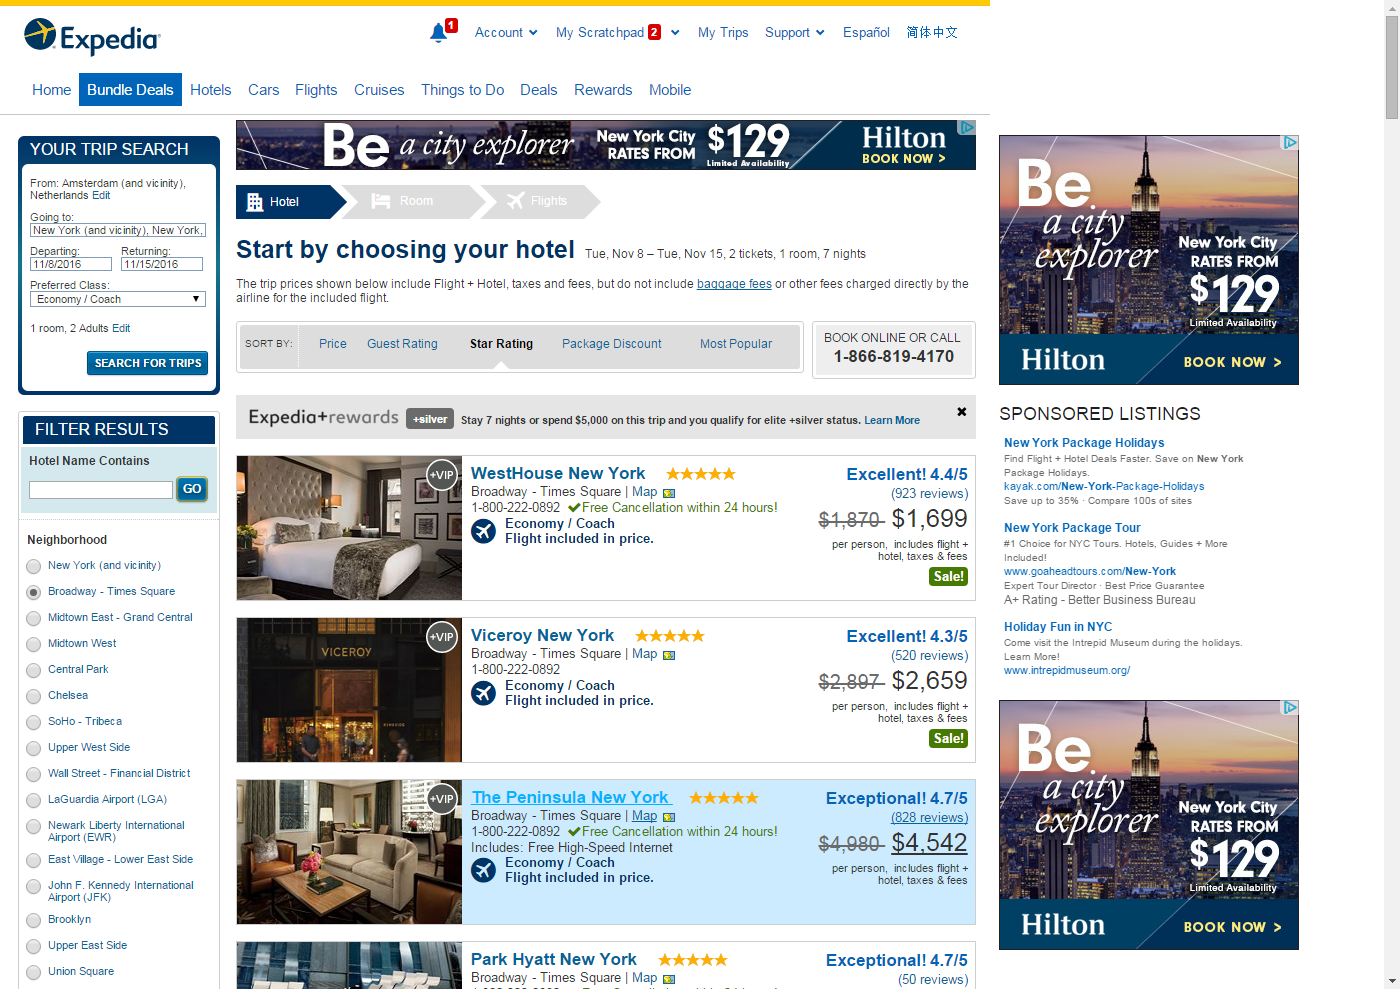 Expedia
1
Account
My Scratchpad 2
My Trips
Support
Español
简体中文
Home
Bundle Deals
Hotels
Cars
Flights
Cruises
Things to Do
Deals
Rewards
Mobile
YOUR TRIP SEARCH
From: Amsterdam (and vicinity),
Netherlands Edit
Going to:
New York (and vicinity), New York,
Departing:
Returning:
11/8/2016
11/15/2016
Preferred Class:
Economy / Coach
1 room, 2 Adults Edit
SEARCH FOR TRIPS
FILTER RESULTS
Hotel Name Contains
GO
Neighborhood
New York (and vicinity)
Broadway - Times Square
Midtown East - Grand Central
Midtown West
Central Park
Chelsea
SoHo - Tribeca
Upper West Side
Wall Street - Financial District
LaGuardia Airport (LGA)
Newark Liberty International
Airport (EWR)
East Village - Lower East Side
John F. Kennedy International
Airport (JFK)
Brooklyn
Upper East Side
Union Square
Be a city explorer
New York City
RATES FROM
$129
Limited Availability
Hilton
BOOK NOW >
Hotel
Room
Flights
Start by choosing your hotel
Tue, Nov 8 – Tue, Nov 15, 2 tickets, 1 room, 7 nights
The trip prices shown below include Flight + Hotel, taxes and fees, but do not include baggage fees or other fees charged directly by the
airline for the included flight.
SORT BY:
Price
Guest Rating
Star Rating
Package Discount
Most Popular
BOOK ONLINE OR CALL
1-866-819-4170
Expedia+rewards
+silver
Stay 7 nights or spend $5,000 on this trip and you qualify for elite +silver status. Learn More
+VIP
WestHouse New York
Broadway - Times Square | Map
1-800-222-0892 Free Cancellation within 24 hours!
Economy / Coach
Flight included in price.
Excellent! 4.4/5
(923 reviews)
$1,870 $1,699
per person, includes flight +
hotel, taxes & fees
Sale!
VICEROY
+VIP
Viceroy New York
Broadway - Times Square | Map
1-800-222-0892
Economy / Coach
Flight included in price.
Excellent! 4.3/5
(520 reviews)
$2,897 $2,659
per person, includes flight +
hotel, taxes & fees
Sale!
+VIP
The Peninsula New York
Broadway - Times Square | Map
1-800-222-0892 Free Cancellation within 24 hours!
Includes: Free High-Speed Internet
Economy / Coach
Flight included in price.
Exceptional! 4.7/5
(828 reviews)
$4,980 $4,542
per person, includes flight +
hotel, taxes & fees
Park Hyatt New York
Broadway - Times Square | Map
Exceptional! 4.7/5
(50 reviews)
Be
a city
explorer
New York City
RATES FROM
$129
Limited Availability
Hilton
BOOK NOW >
SPONSORED LISTINGS
New York Package Holidays
Find Flight + Hotel Deals Faster. Save on New York
Package Holidays.
kayak.com/New-York-Package-Holidays
Save up to 35% · Compare 100s of sites
New York Package Tour
#1 Choice for NYC Tours. Hotels, Guides + More
Included!
www.goaheadtours.com/New-York
Expert Tour Director · Best Price Guarantee
A+ Rating - Better Business Bureau
Holiday Fun in NYC
Come visit the Intrepid Museum during the holidays.
Learn More!
www.intrepidmuseum.org/
Be
a city
explorer
New York City
RATES FROM
$129
Limited Availability
Hilton
BOOK NOW >